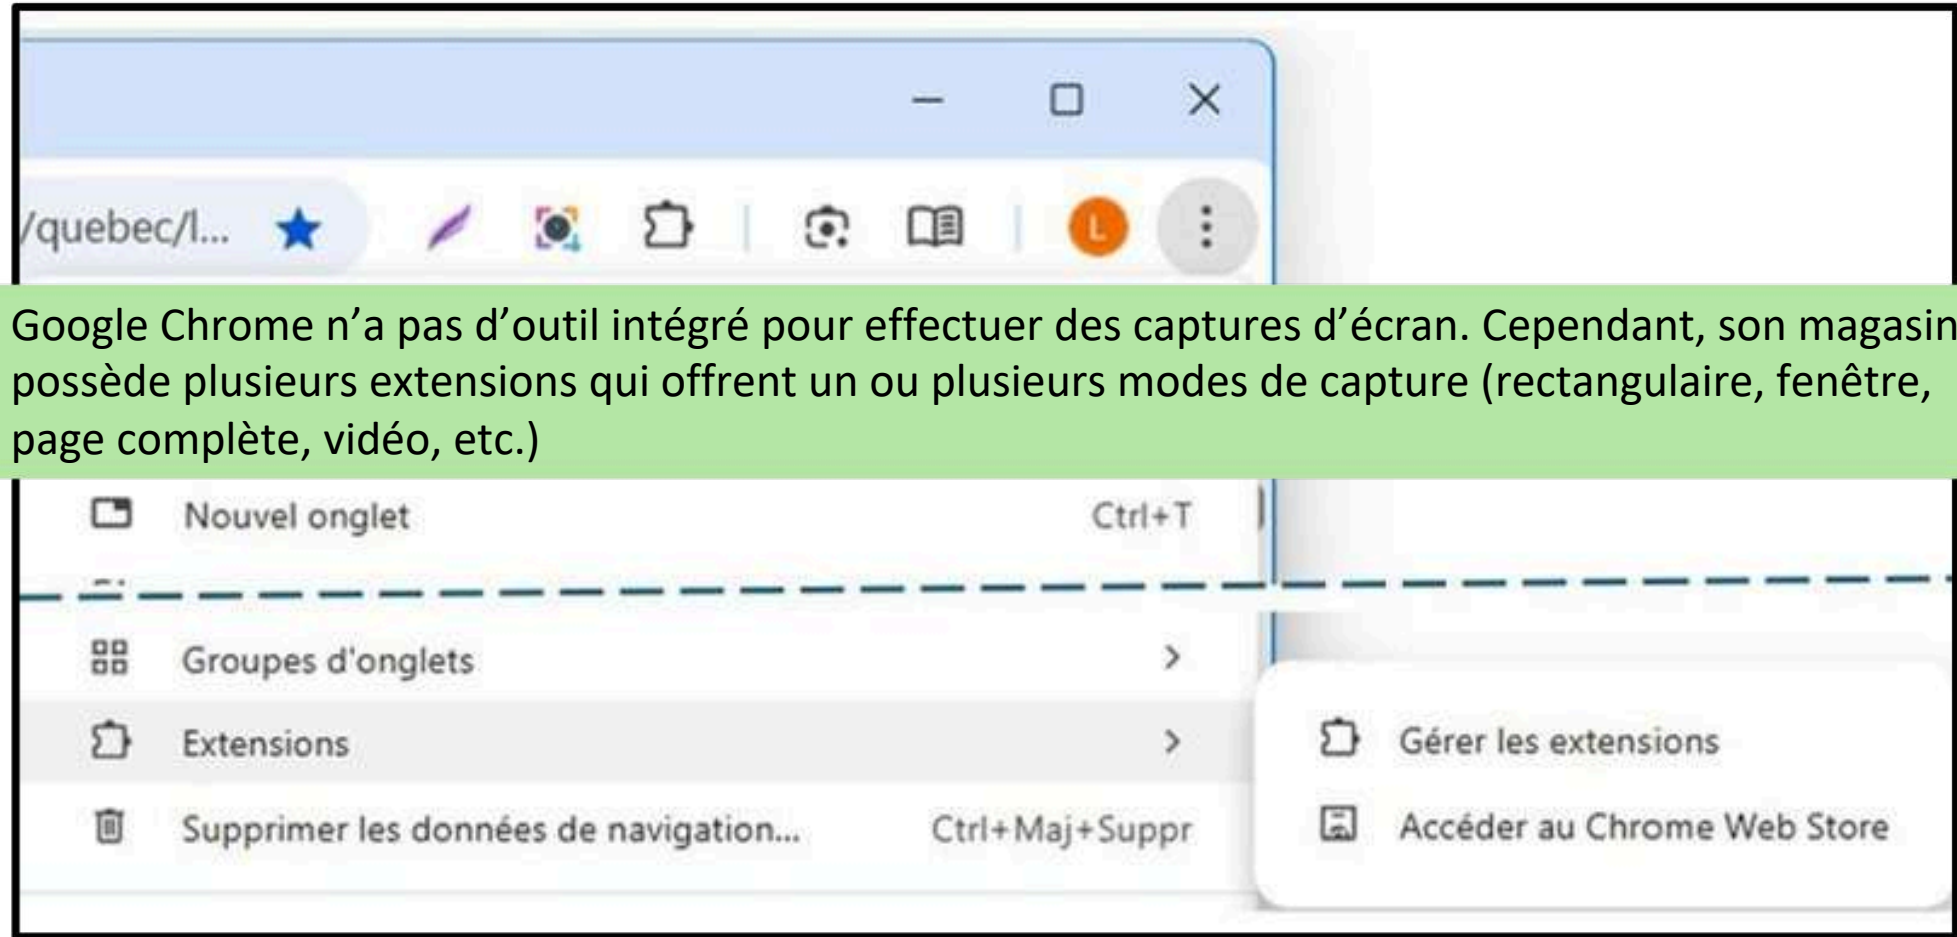 /quebec/l...
L
Google Chrome n’a pas d’outil intégré pour effectuer des captures d’écran. Cependant, son magasin
possède plusieurs extensions qui offrent un ou plusieurs modes de capture (rectangulaire, fenêtre,
page complète, vidéo, etc.)
Nouvel onglet Ctrl+T
Groupes d'onglets
Extensions
Gérer les extensions
Supprimer les données de navigation... Ctrl+Maj+Suppr
Accéder au Chrome Web Store